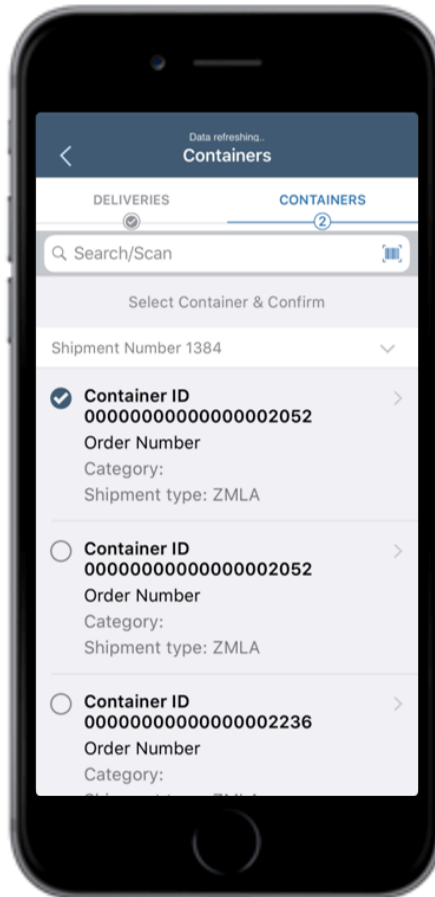 Data refreshing..
Containers
DELIVERIES
CONTAINERS
2
Search/Scan
Select Container & Confirm
Shipment Number 1384
Container ID
00000000000000002052
Order Number
Category:
Shipment type: ZMLA
Container ID
00000000000000002052
Order Number
Category:
Shipment type: ZMLA
Container ID
00000000000000002236
Order Number
Category: